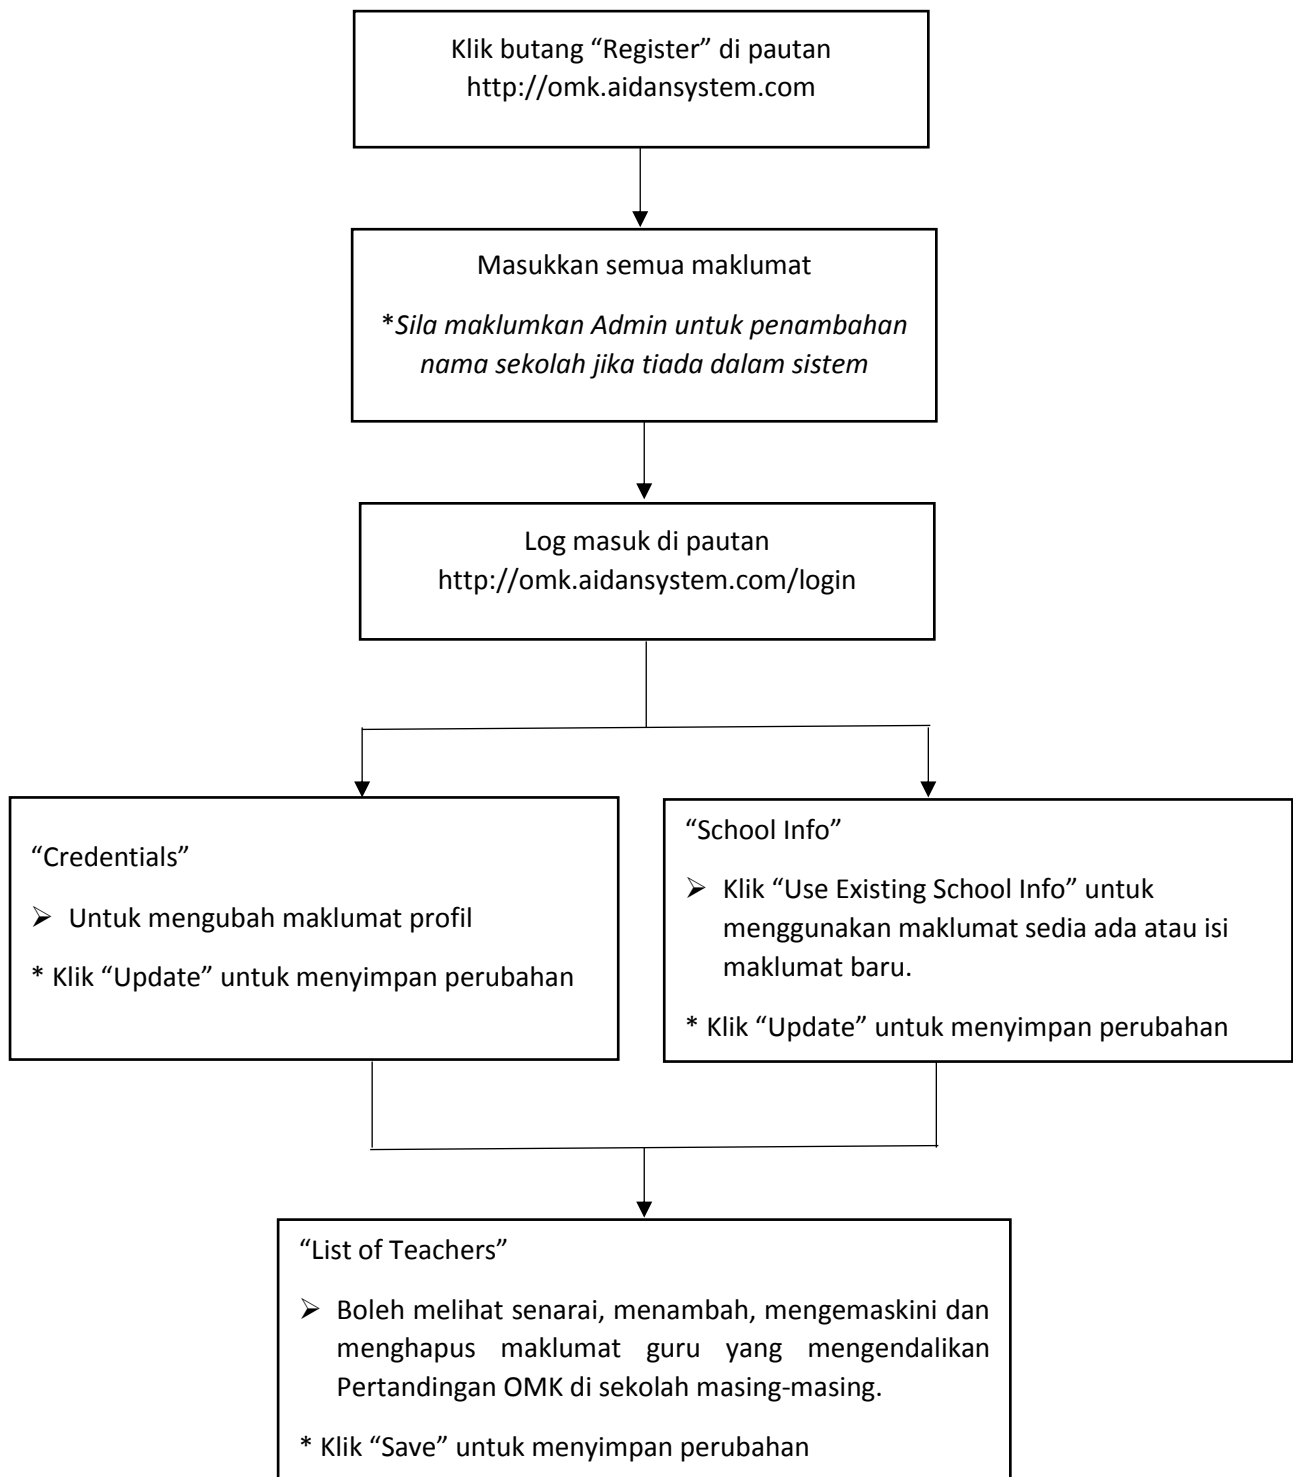 Klik butang “Register” di pautan
http://omk.aidansystem.com
Masukkan semua maklumat
*Sila maklumkan Admin untuk penambahan
nama sekolah jika tiada dalam sistem
Log masuk di pautan
http://omk.aidansystem.com/login
“Credentials”
➢ Untuk mengubah maklumat profil
* Klik “Update” untuk menyimpan perubahan
“School Info”
➢ Klik “Use Existing School Info” untuk
menggunakan maklumat sedia ada atau isi
maklumat baru.
* Klik “Update” untuk menyimpan perubahan
“List of Teachers”
➢ Boleh melihat senarai, menambah, mengemaskini dan
menghapus maklumat guru yang mengendalikan
Pertandingan OMK di sekolah masing-masing.
* Klik “Save” untuk menyimpan perubahan